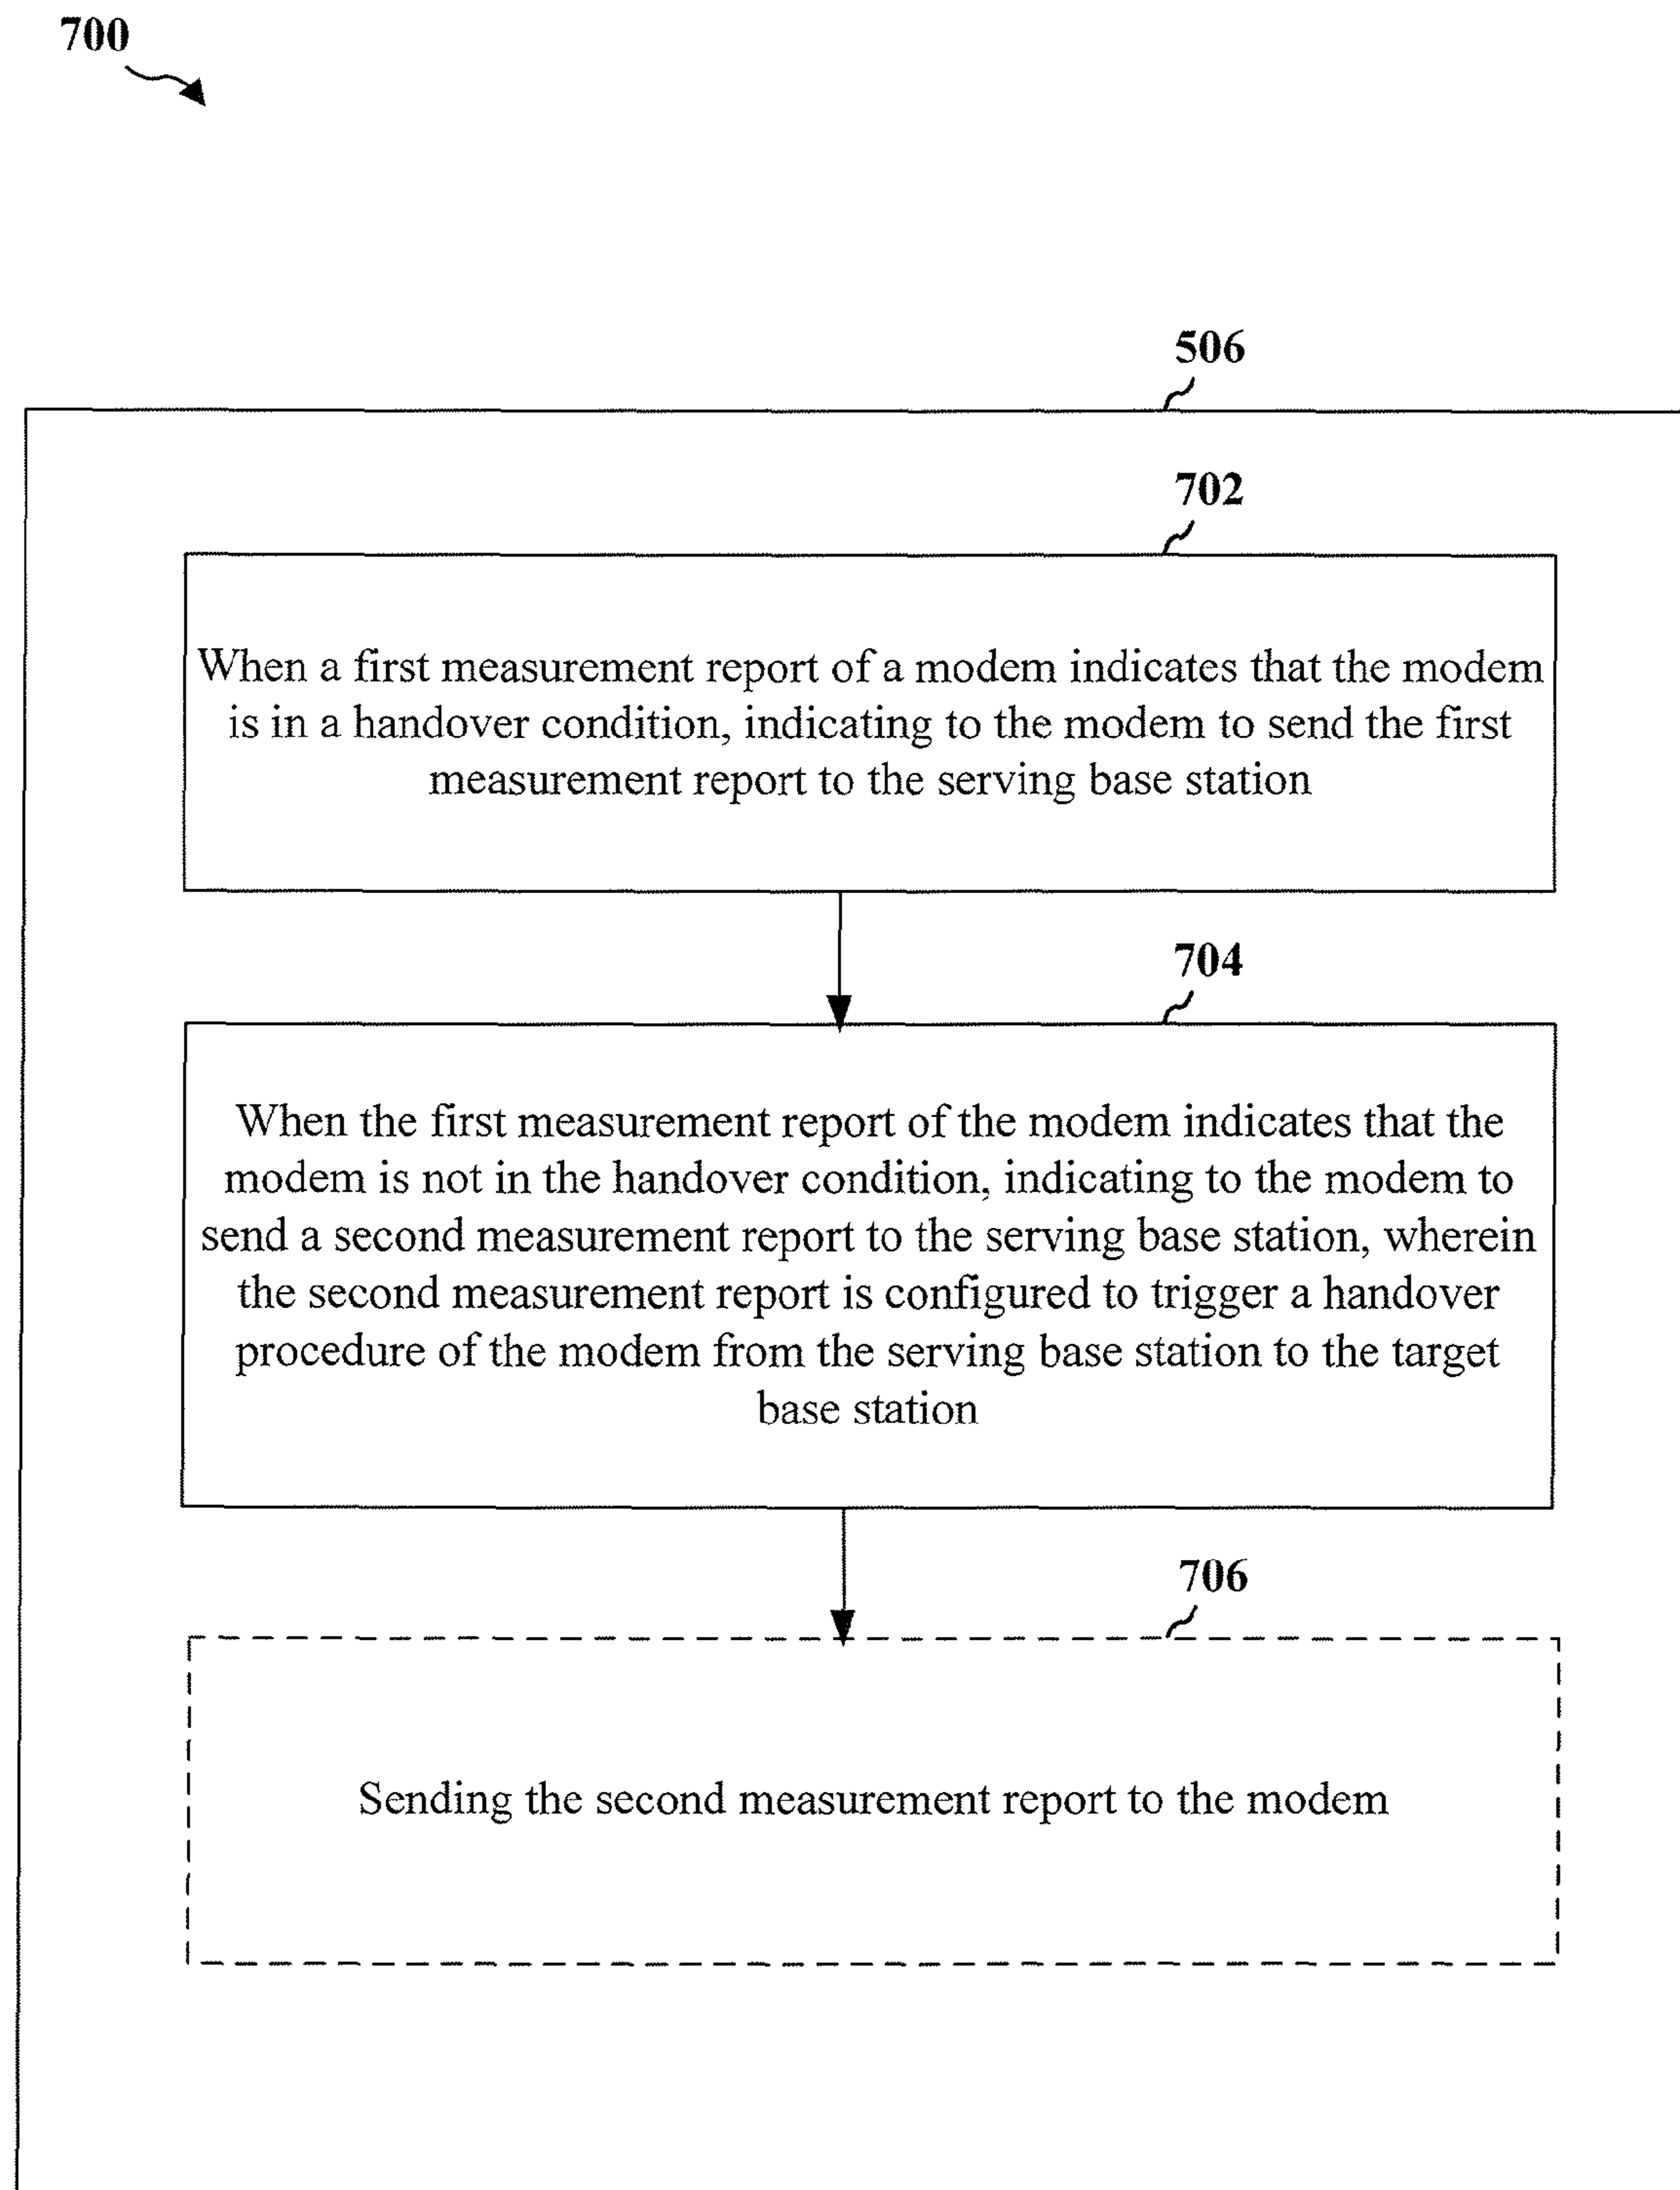 700
506
702
When a first measurement report of a modem indicates that the modem
is in a handover condition, indicating to the modem to send the first
measurement report to the serving base station
704
When the first measurement report of the modem indicates that the
modem is not in the handover condition, indicating to the modem to
send a second measurement report to the serving base station, wherein
the second measurement report is configured to trigger a handover
procedure of the modem from the serving base station to the target
base station
706
Sending the second measurement report to the modem